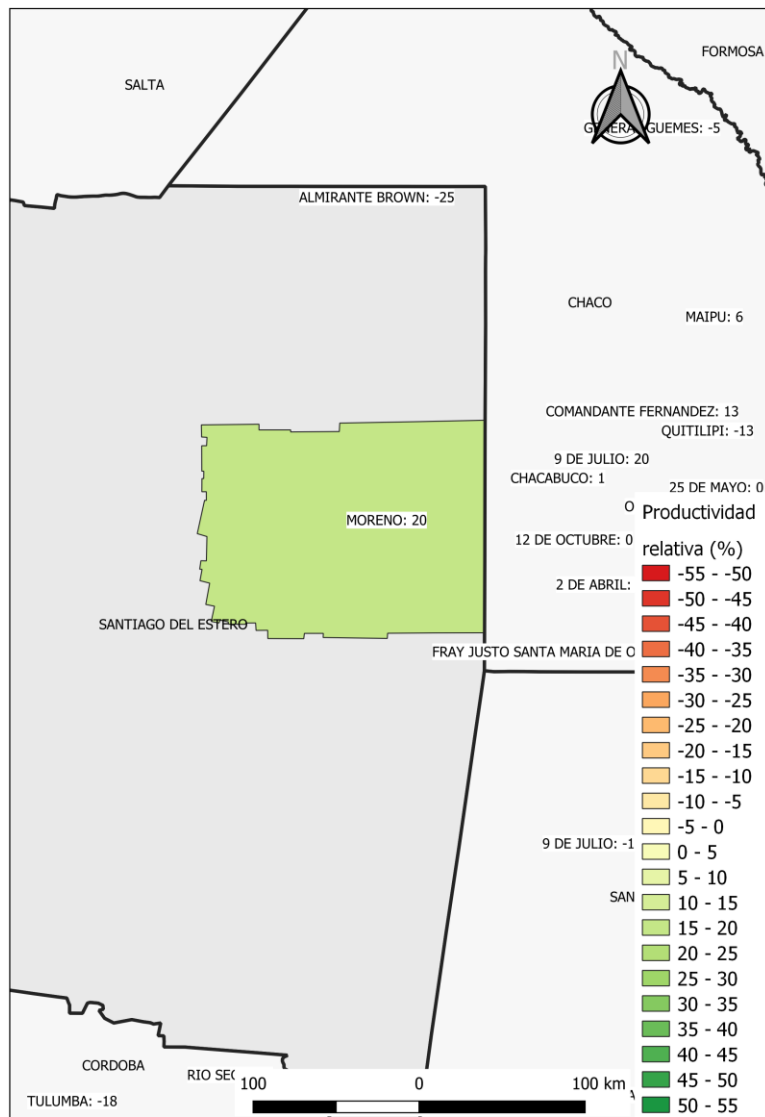 FORMOSA
SALTA
N
GENERAL GUEMES: -5
ALMIRANTE BROWN: -25
CHACO
MAIPU: 6
COMANDANTE FERNANDEZ: 13
QUITILIPI: -13
9 DE JULIO: 20
CHACABUCO: 1
25 DE MAYO: 0
O
MORENO: 20
12 DE OCTUBRE: 0
2 DE ABRIL:
SANTIAGO DEL ESTERO
FRAY JUSTO SANTA MARIA DE O
9 DE JULIO: -1
SAN
CORDOBA
RIO SEC
TULUMBA: -18
100 0 100 km
A
Productividad
relativa (%)
-55 - -50
-50 - -45
-45 - -40
-40 - -35
-35 - -30
-30 - -25
-25 - -20
-20 - -15
-15 - -10
-10 - -5
-5 - 0
0 - 5
5 - 10
10 - 15
15 - 20
20 - 25
25 - 30
30 - 35
35 - 40
40 - 45
45 - 50
50 - 55